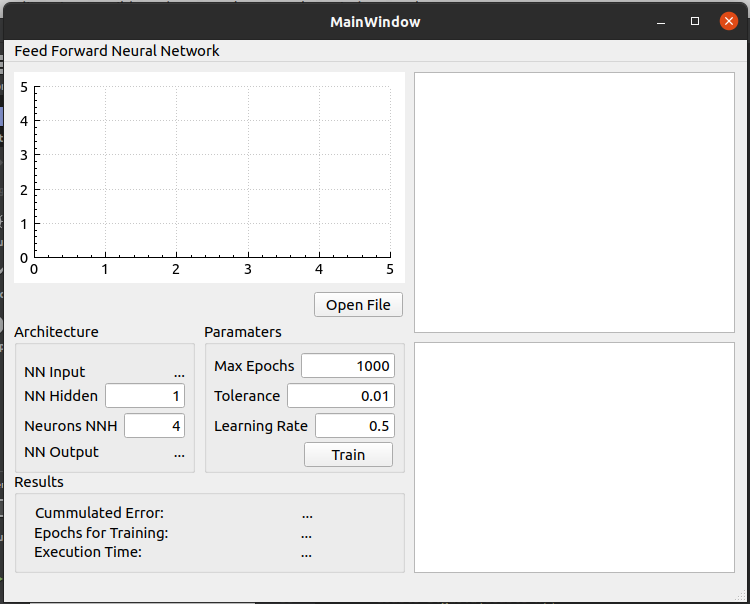 MainWindow
Feed Forward Neural Network
5
4
3
2
1
0
0 1 2 3 4 5
Open File
Architecture
NN Input ...
NN Hidden 1
Neurons NNH 4
NN Output ...
Paramaters
Max Epochs 1000
Tolerance 0.01
Learning Rate 0.5
Train
Results
Cummulated Error: ...
Epochs for Training: ...
Execution Time: ...